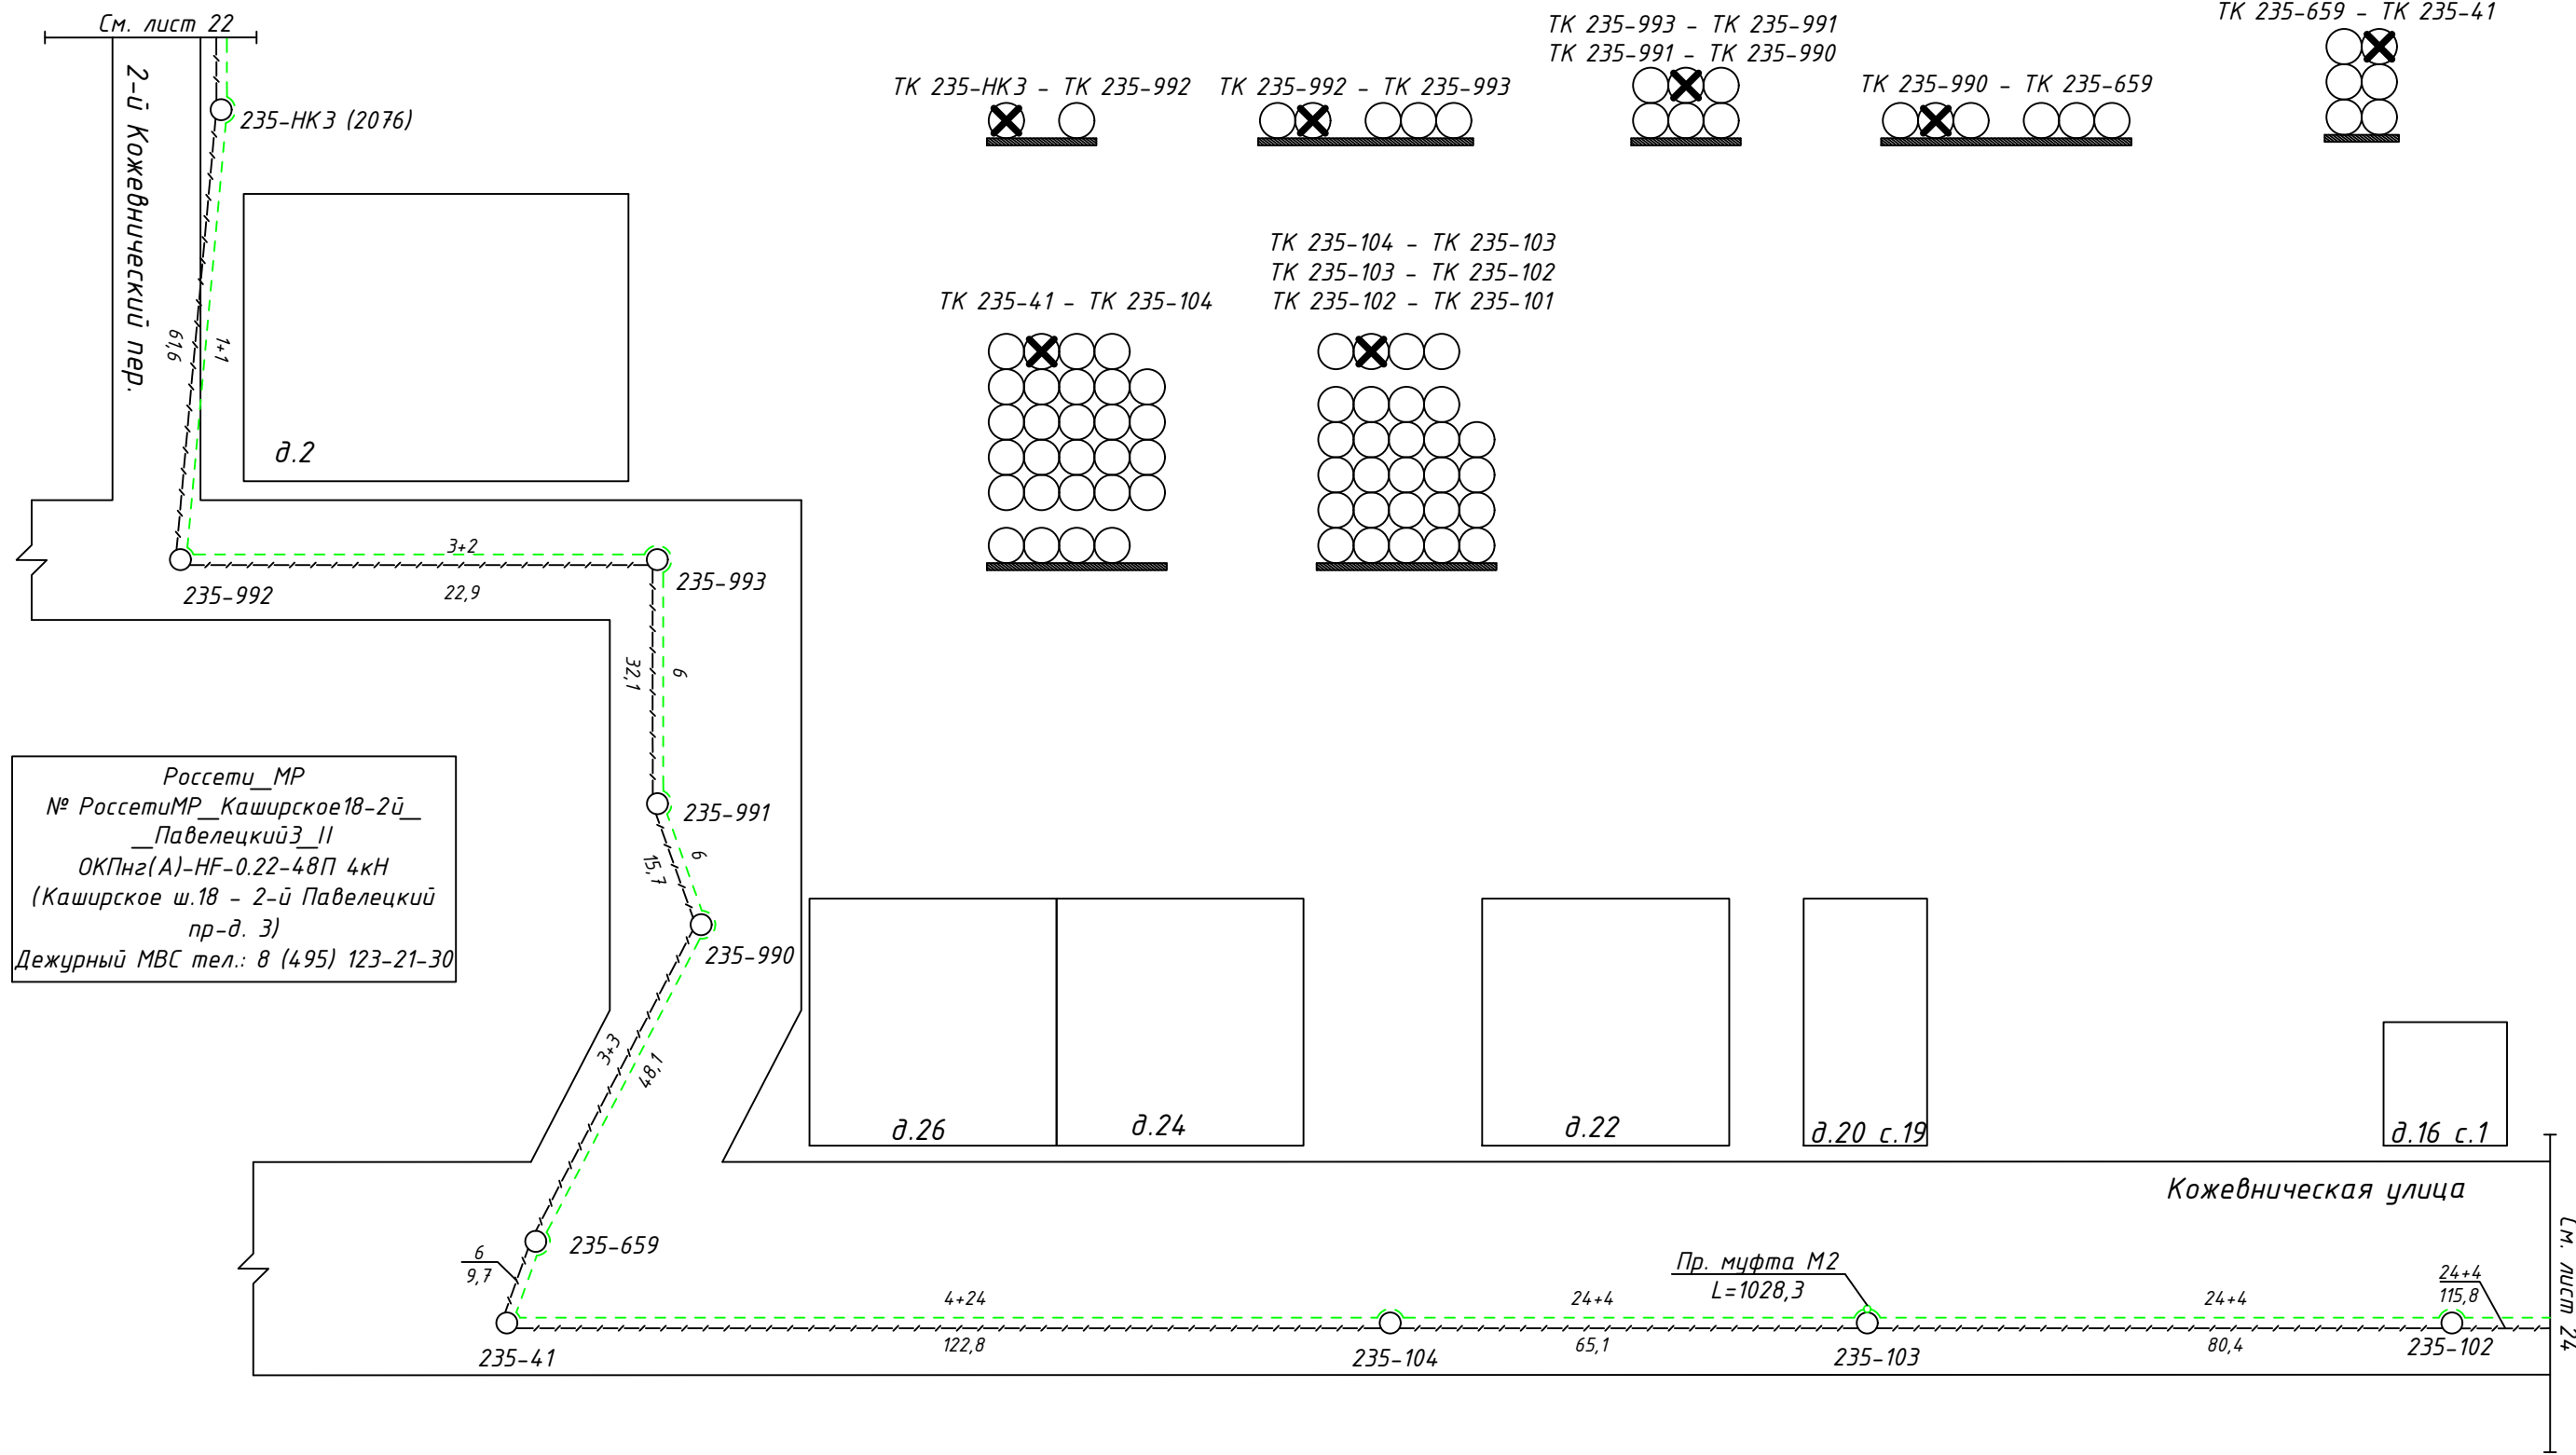 См. лист 22
2-й Кожевнический пер.
235-НК3 (2076)
61,6
1+1
д.2
ТК 235-НК3 - ТК 235-992
ТК 235-992 - ТК 235-993
ТК 235-993 - ТК 235-991
ТК 235-991 - ТК 235-990
ТК 235-990 - ТК 235-659
ТК 235-659 - ТК 235-41
ТК 235-41 - ТК 235-104
ТК 235-104 - ТК 235-103
ТК 235-103 - ТК 235-102
ТК 235-102 - ТК 235-101
3+2
235-992
22,9
235-993
32,1
6
235-991
15,7
6
235-990
Россети_МР
№ РоссетиМР_Каширское18-2й_
_Павелецкий3_II
ОКПнг(А)-HF-0.22-48П 4кН
(Каширское ш.18 - 2-й Павелецкий
пр-д. 3)
Дежурный МВС тел.: 8 (495) 123-21-30
3+3
48,1
д.26
д.24
д.22
д.20 с.19
д.16 с.1
Кожевническая улица
235-659
6
9,7
235-41
4+24
122,8
235-104
24+4
65,1
Пр. муфта М2
L=1028,3
235-103
24+4
80,4
24+4
115,8
235-102
См. лист 24